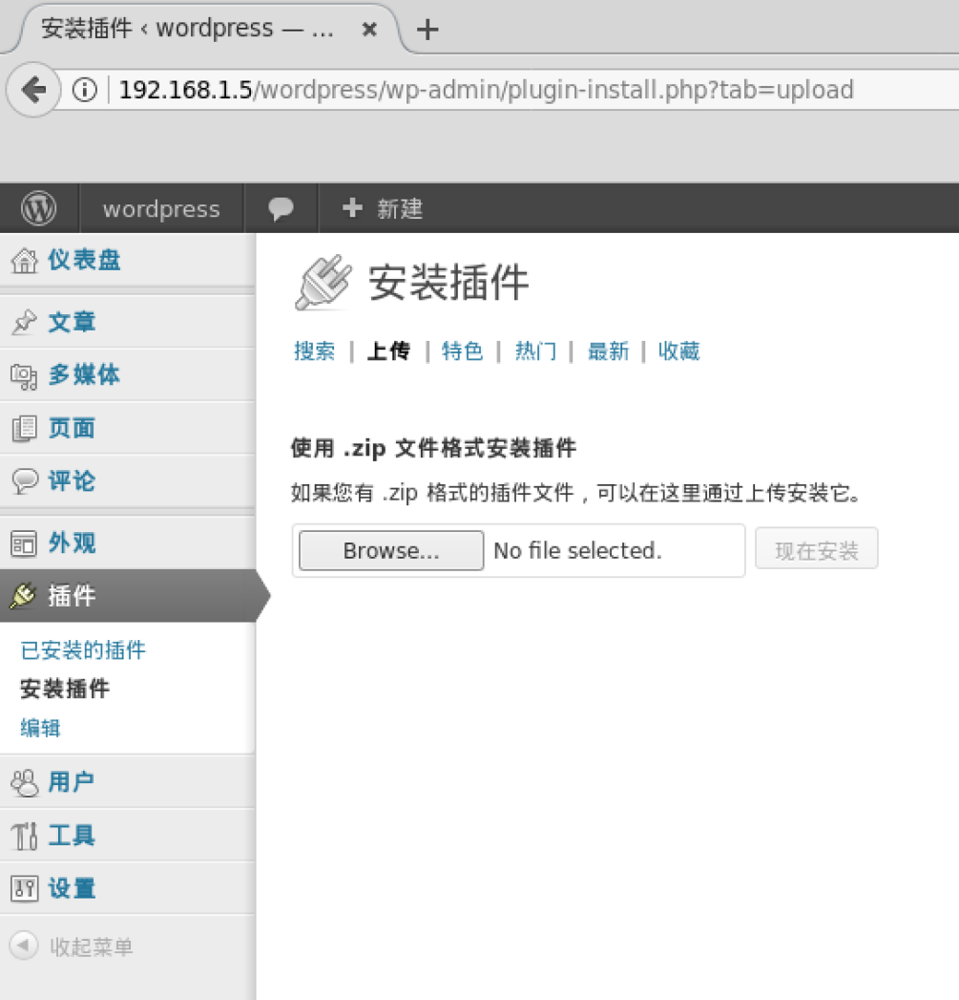 安装插件 ‹ wordpress — ...
192.168.1.5/wordpress/wp-admin/plugin-install.php?tab=upload
wordpress 新建
仪表盘
文章
多媒体
页面
评论
外观
插件
已安装的插件
安装插件
编辑
用户
工具
设置
收起菜单
安装插件
搜索 | 上传 | 特色 | 热门 | 最新 | 收藏
使用 .zip 文件格式安装插件
如果您有 .zip 格式的插件文件，可以在这里通过上传安装它。
Browse... No file selected. 现在安装